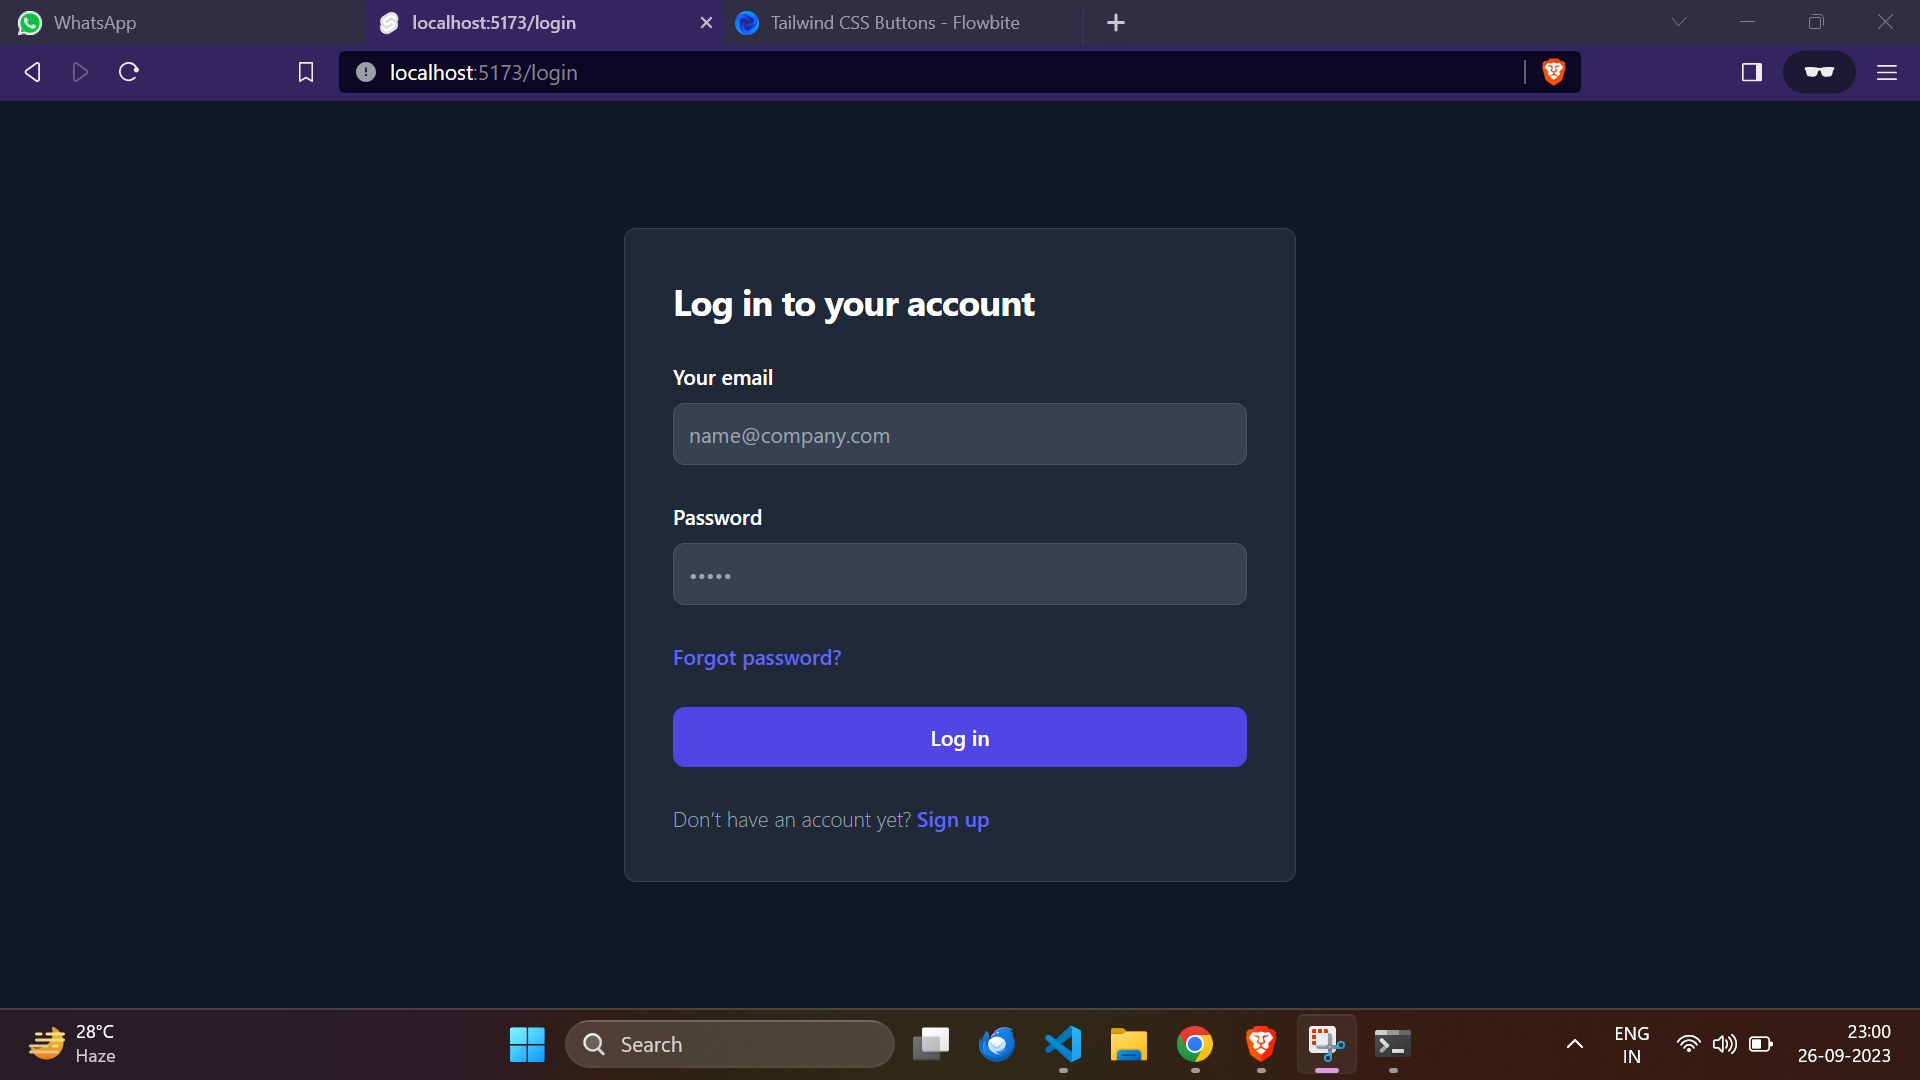 WhatsApp
localhost:5173/login
Tailwind CSS Buttons - Flowbite
localhost:5173/login
Log in to your account
Your email
name@company.com
Password
•••••
Forgot password?
Log in
Don’t have an account yet? Sign up
28°C
Haze
Search
ENG
IN
23:00
26-09-2023